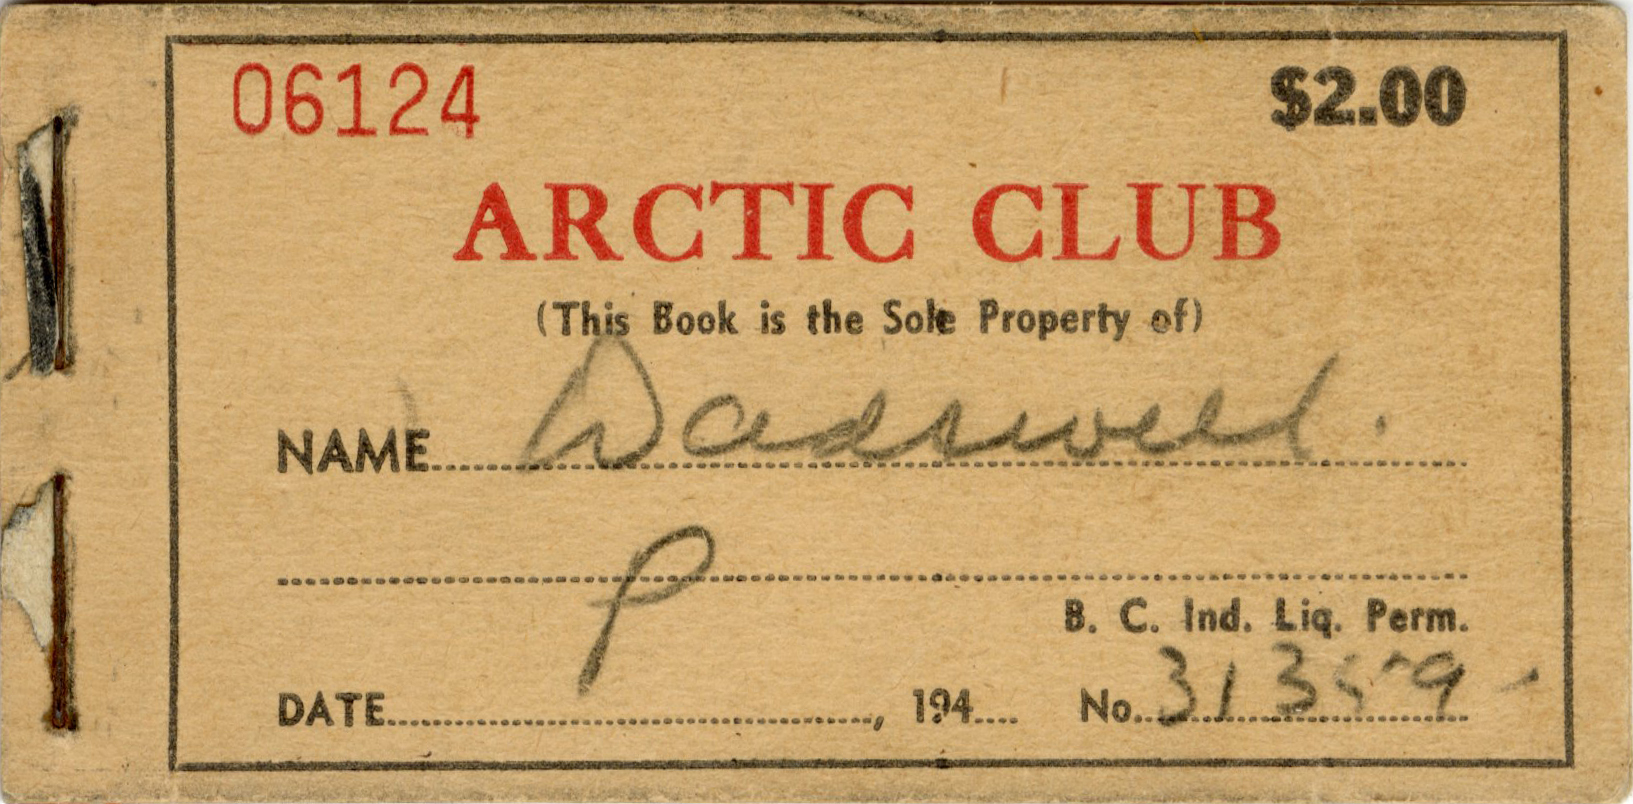 06124 $2.00
ARCTIC CLUB
(This Book is the Sole Property of)
NAME Dadswell.
P
B. C. Ind. Liq. Perm.
DATE, 194.... No. 31359